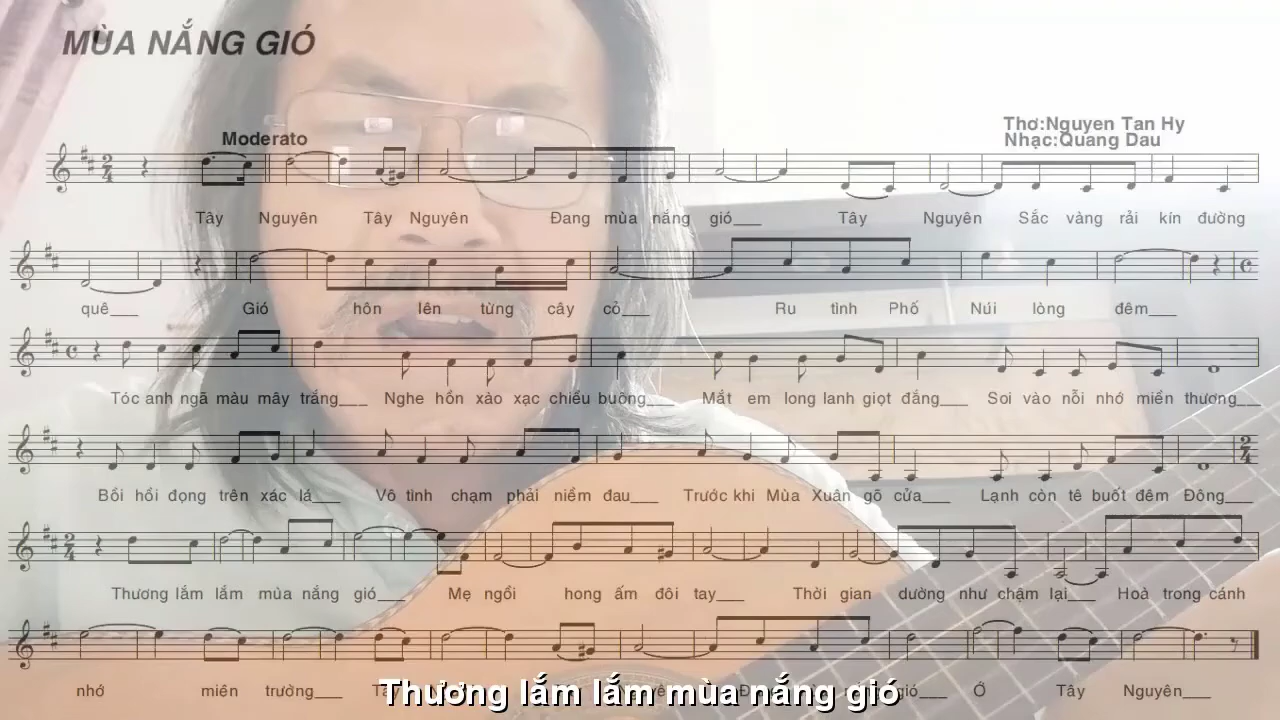 MÙA NẮNG GIÓ
Moderato
Thơ:Nguyen Tan Hy
Nhạc:Quang Dau
Tây Nguyên Tây Nguyên Đang mùa nắng gió___ Tây Nguyên Sắc vàng rải kín đường
quê___ Gió hôn lên từng cây cỏ___ Ru tình Phố Núi lòng đêm___
Tóc anh ngã màu mây trắng___ Nghe hồn xào xạc chiều buông___ Mắt em long lanh giọt đắng___ Soi vào nỗi nhớ miền thương___
Bồi hồi đọng trên xác lá___ Vô tình chạm phải niềm đau___ Trước khi Mùa Xuân gõ cửa___ Lạnh còn tê buốt đêm Đông___
Thương lắm lắm mùa nắng gió___ Mẹ ngồi hong ấm đôi tay___ Thời gian dường như chậm lại___ Hoà trong cánh
nhớ miên trường___ gió___ Ơ Tây Nguyên___
Thương lắm lắm mùa nắng gió